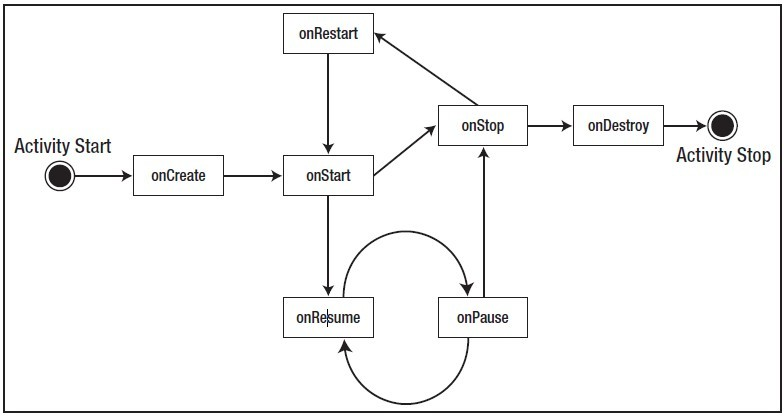 onRestart
onStop
onDestroy
Activity Start
Activity Stop
onCreate
onStart
onResume
onPause